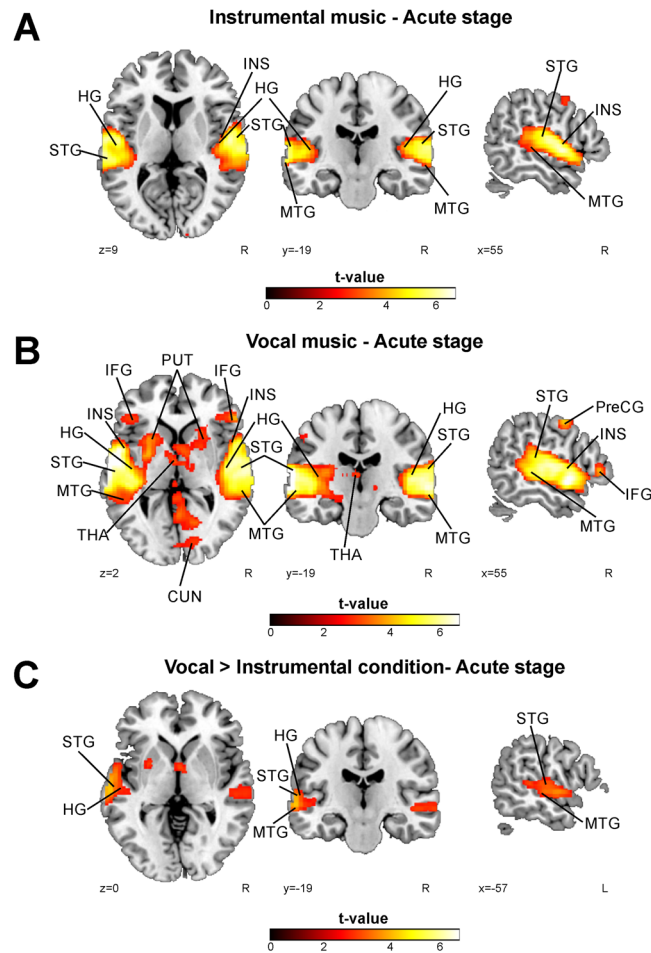 A
Instrumental music - Acute stage
INS
STG
HG
HG
HG
INS
STG
STG
STG
MTG
MTG
MTG
z=9
R
y=-19
R
x=55
R
t-value
0 2 4 6
B
Vocal music - Acute stage
PUT
IFG
IFG
STG
PreCG
INS
INS
HG
HG
HG
STG
INS
STG
STG
MTG
IFG
THA
MTG
MTG
MTG
THA
z=2
R
y=-19
R
x=55
R
CUN
t-value
0 2 4 6
C
Vocal > Instrumental condition- Acute stage
STG
STG
HG
STG
HG
MTG
MTG
z=0
R
y=-19
R
x=-57
L
t-value
0 2 4 6